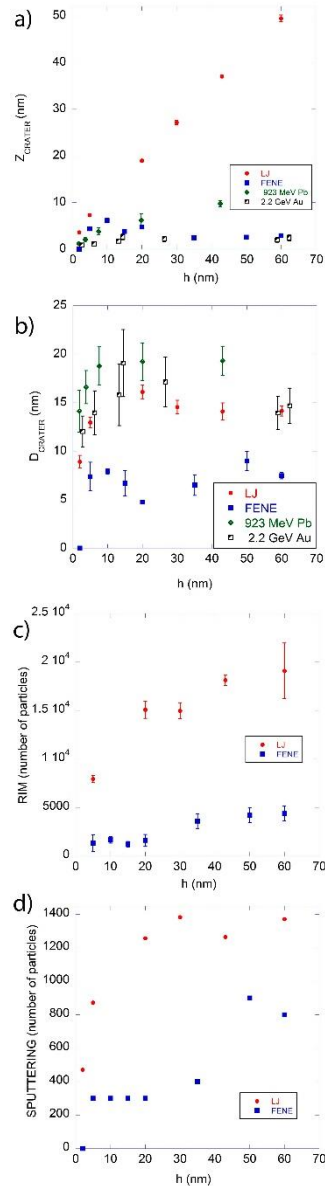 a)
Z_CRATER (nm)
50
40
30
20
10
0
LJ
FENE
923 MeV Pb
2.2 GeV Au
0 10 20 30 40 50 60 70
h (nm)
b)
D_CRATER (nm)
25
20
15
10
5
0
LJ
FENE
923 MeV Pb
2.2 GeV Au
0 10 20 30 40 50 60 70
h (nm)
c)
RIM (number of particles)
2.5 10^4
2 10^4
1.5 10^4
1 10^4
5000
0
LJ
FENE
0 10 20 30 40 50 60 70
h (nm)
d)
SPUTTERING (number of particles)
1400
1200
1000
800
600
400
200
0
LJ
FENE
0 10 20 30 40 50 60 70
h (nm)